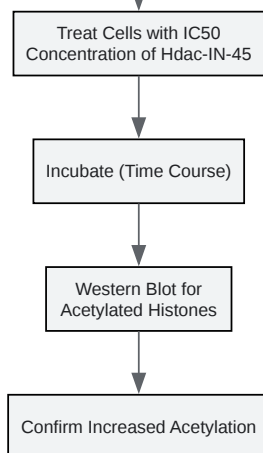 Treat Cells with IC50
Concentration of Hdac-IN-45
Incubate (Time Course)
Western Blot for
Acetylated Histones
Confirm Increased Acetylation